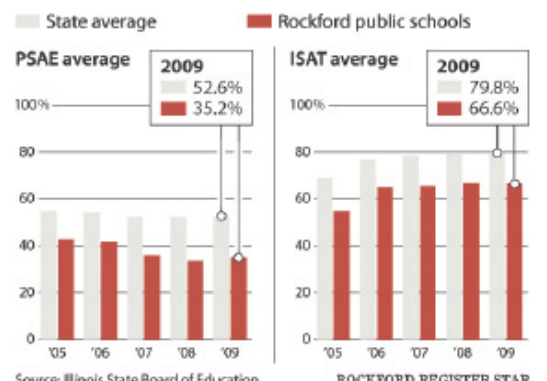 State average
Rockford public schools
PSAE average
2009
52.6%
35.2%
100%
80
60
40
20
0
'05 '06 '07 '08 '09
ISAT average
2009
79.8%
66.6%
100%
80
60
40
20
0
'05 '06 '07 '08 '09
Source: Illinois State Board of Education
ROCKFORD REGISTER STAR